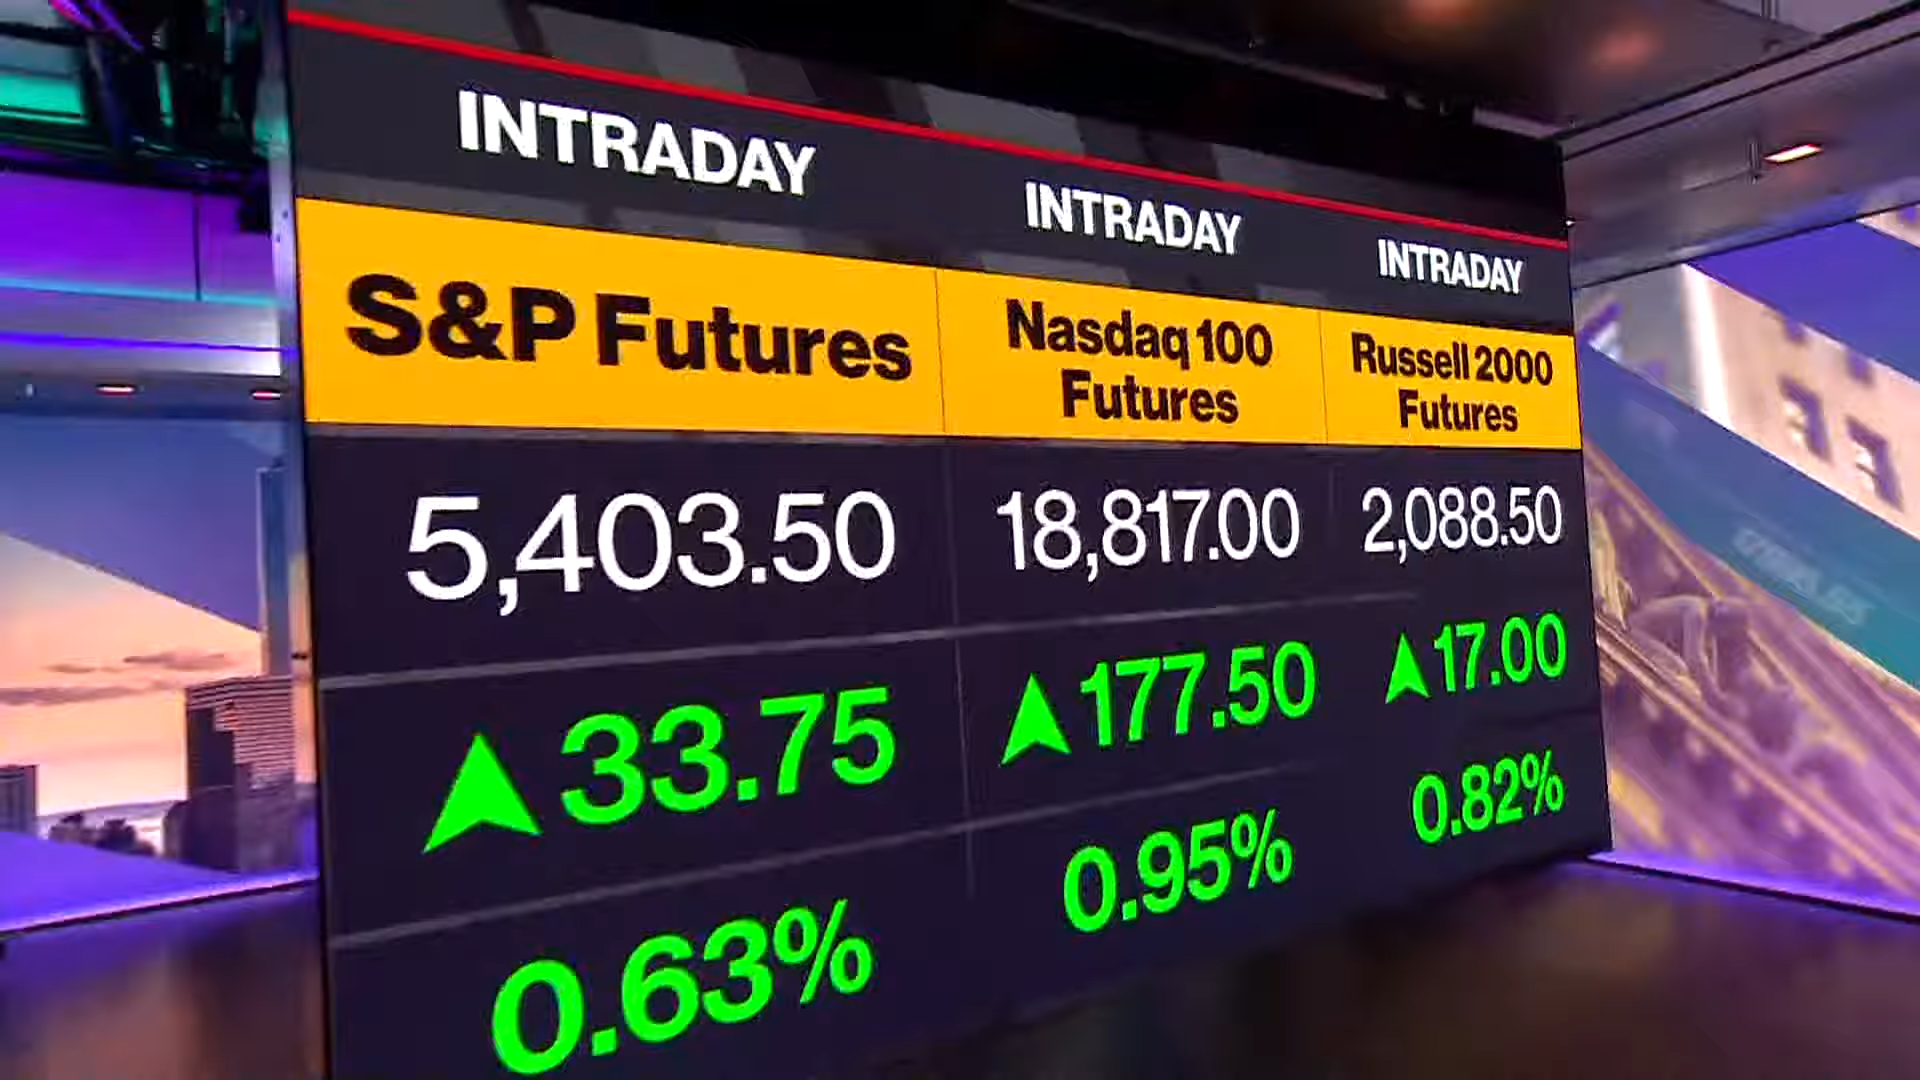 INTRADAY
INTRADAY
INTRADAY
S&P Futures
Nasdaq 100
Futures
Russell 2000
Futures
5,403.50
18,817.00
2,088.50
▲33.75
▲177.50
▲17.00
0.63%
0.95%
0.82%